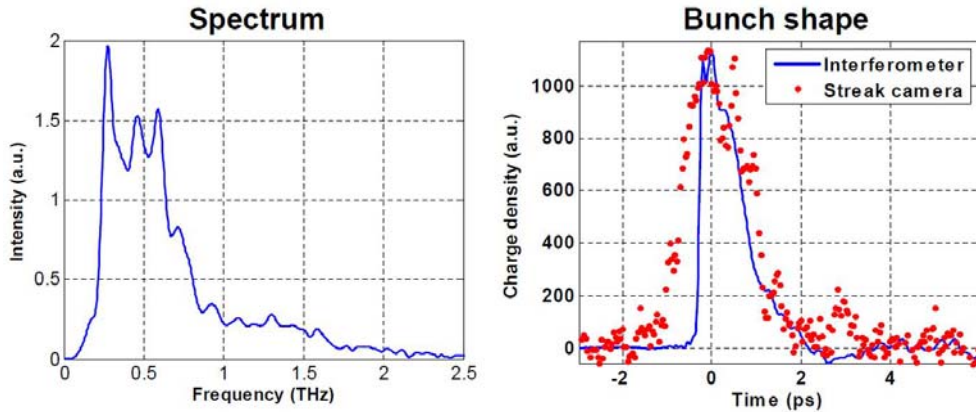 Spectrum
2
1.5
1
0.5
0
0 0.5 1 1.5 2 2.5
Intensity (a.u.)
Frequency (THz)
Bunch shape
Interferometer
Streak camera
1000
800
600
400
200
0
-2 0 2 4
Charge density (a.u.)
Time (ps)